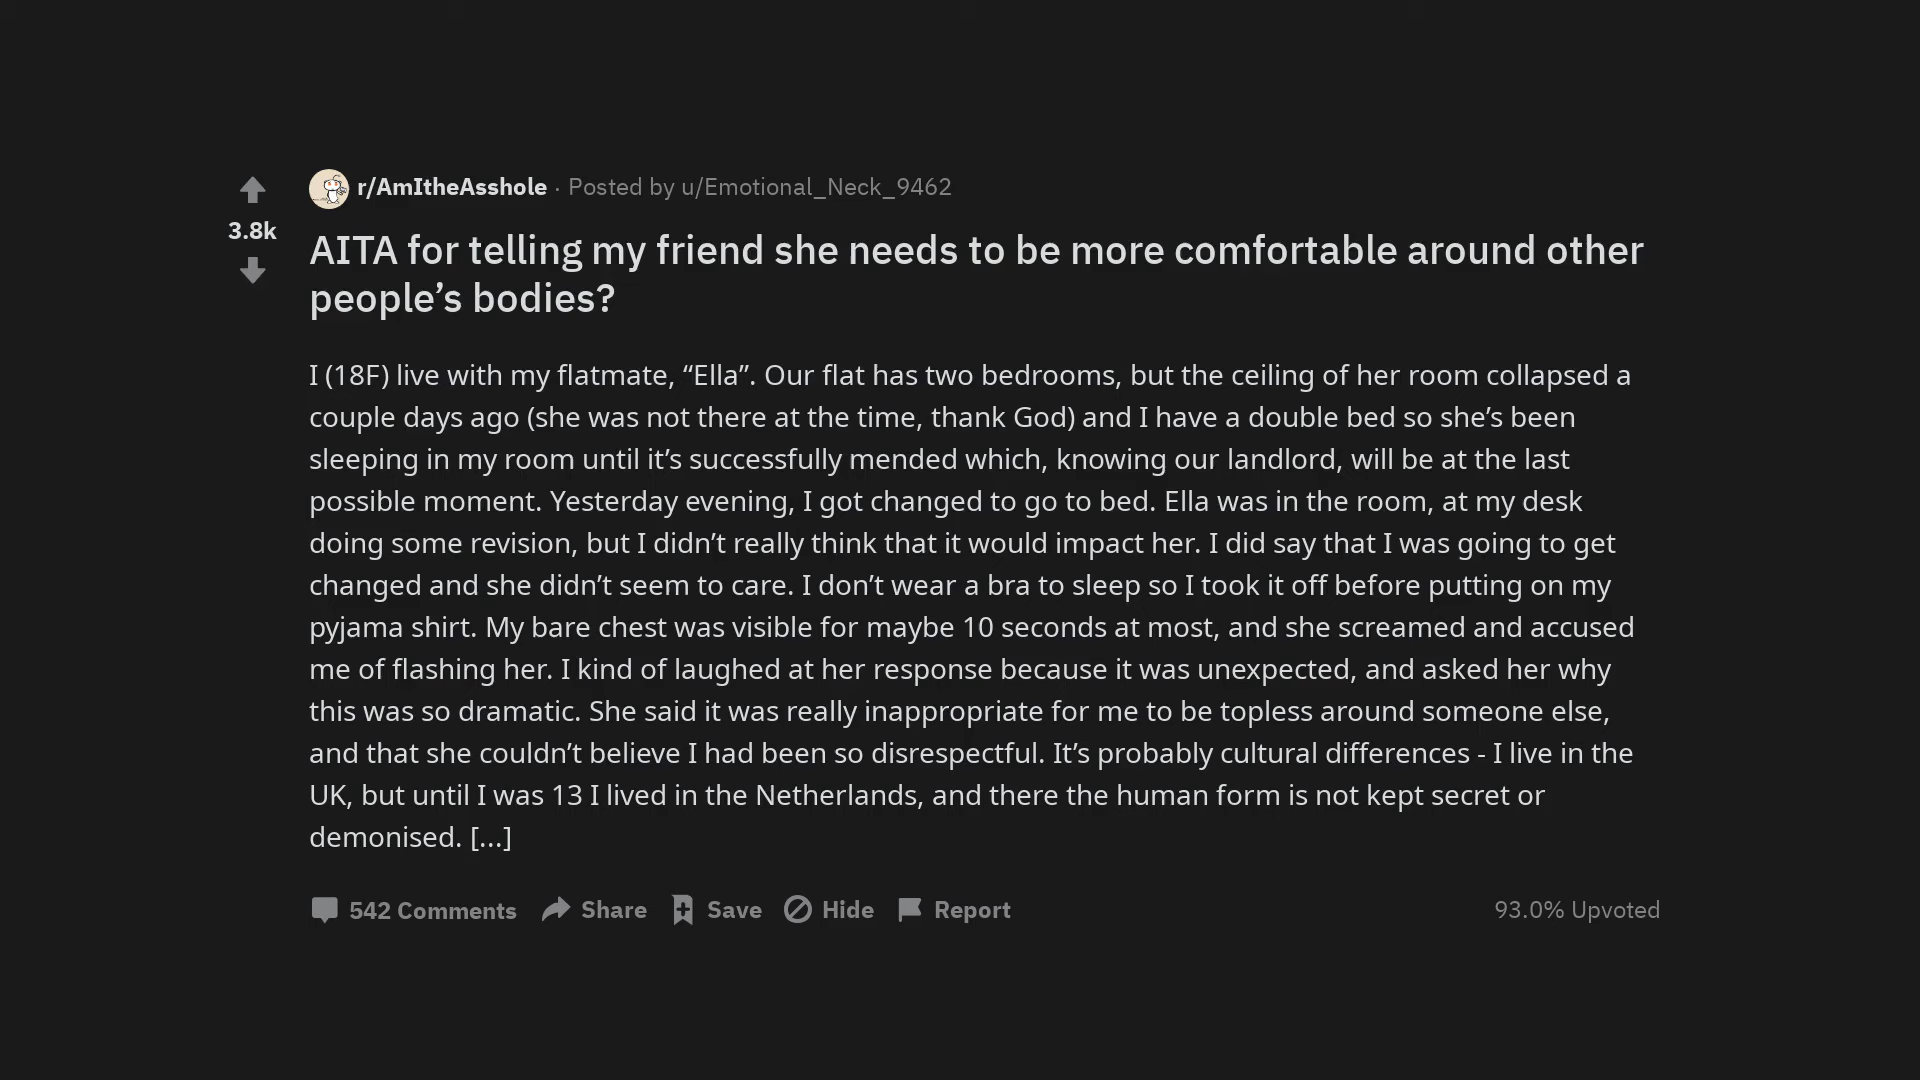 r/AmItheAsshole · Posted by u/Emotional_Neck_9462
3.8k
AITA for telling my friend she needs to be more comfortable around other
people’s bodies?
I (18F) live with my flatmate, “Ella”. Our flat has two bedrooms, but the ceiling of her room collapsed a
couple days ago (she was not there at the time, thank God) and I have a double bed so she’s been
sleeping in my room until it’s successfully mended which, knowing our landlord, will be at the last
possible moment. Yesterday evening, I got changed to go to bed. Ella was in the room, at my desk
doing some revision, but I didn’t really think that it would impact her. I did say that I was going to get
changed and she didn’t seem to care. I don’t wear a bra to sleep so I took it off before putting on my
pyjama shirt. My bare chest was visible for maybe 10 seconds at most, and she screamed and accused
me of flashing her. I kind of laughed at her response because it was unexpected, and asked her why
this was so dramatic. She said it was really inappropriate for me to be topless around someone else,
and that she couldn’t believe I had been so disrespectful. It’s probably cultural differences - I live in the
UK, but until I was 13 I lived in the Netherlands, and there the human form is not kept secret or
demonised. [...]
542 Comments Share Save Hide Report 93.0% Upvoted